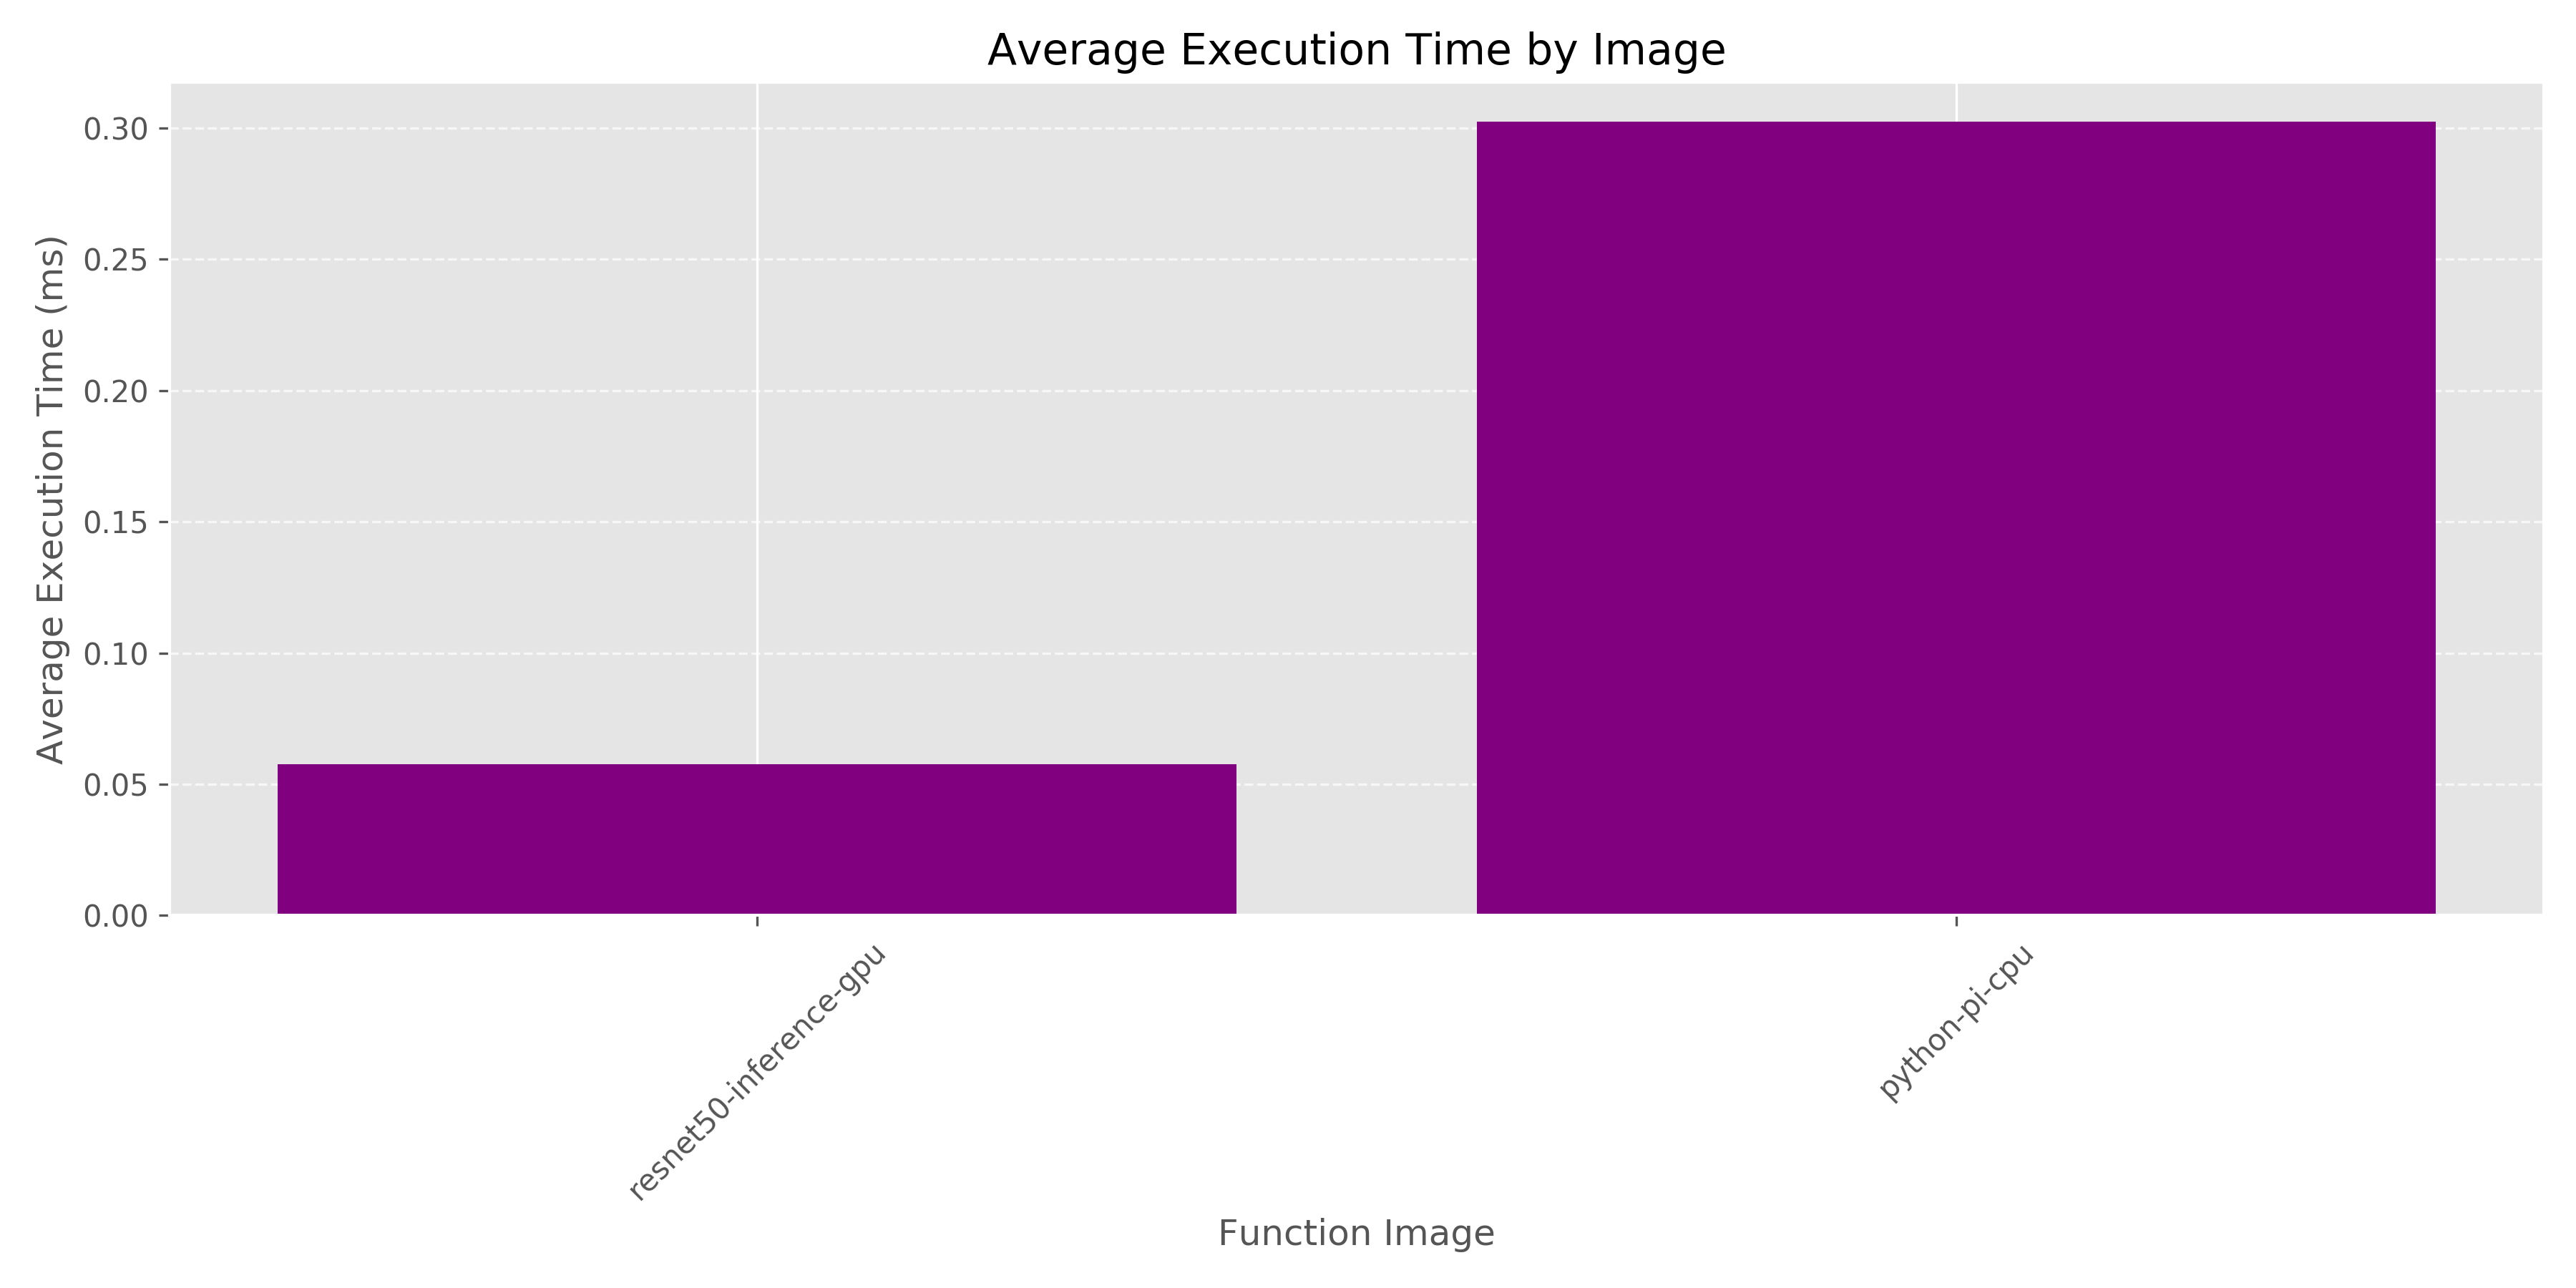 Average Execution Time by Image
Average Execution Time (ms)
0.30
0.25
0.20
0.15
0.10
0.05
0.00
resnet50-inference-gpu
python-pi-cpu
Function Image